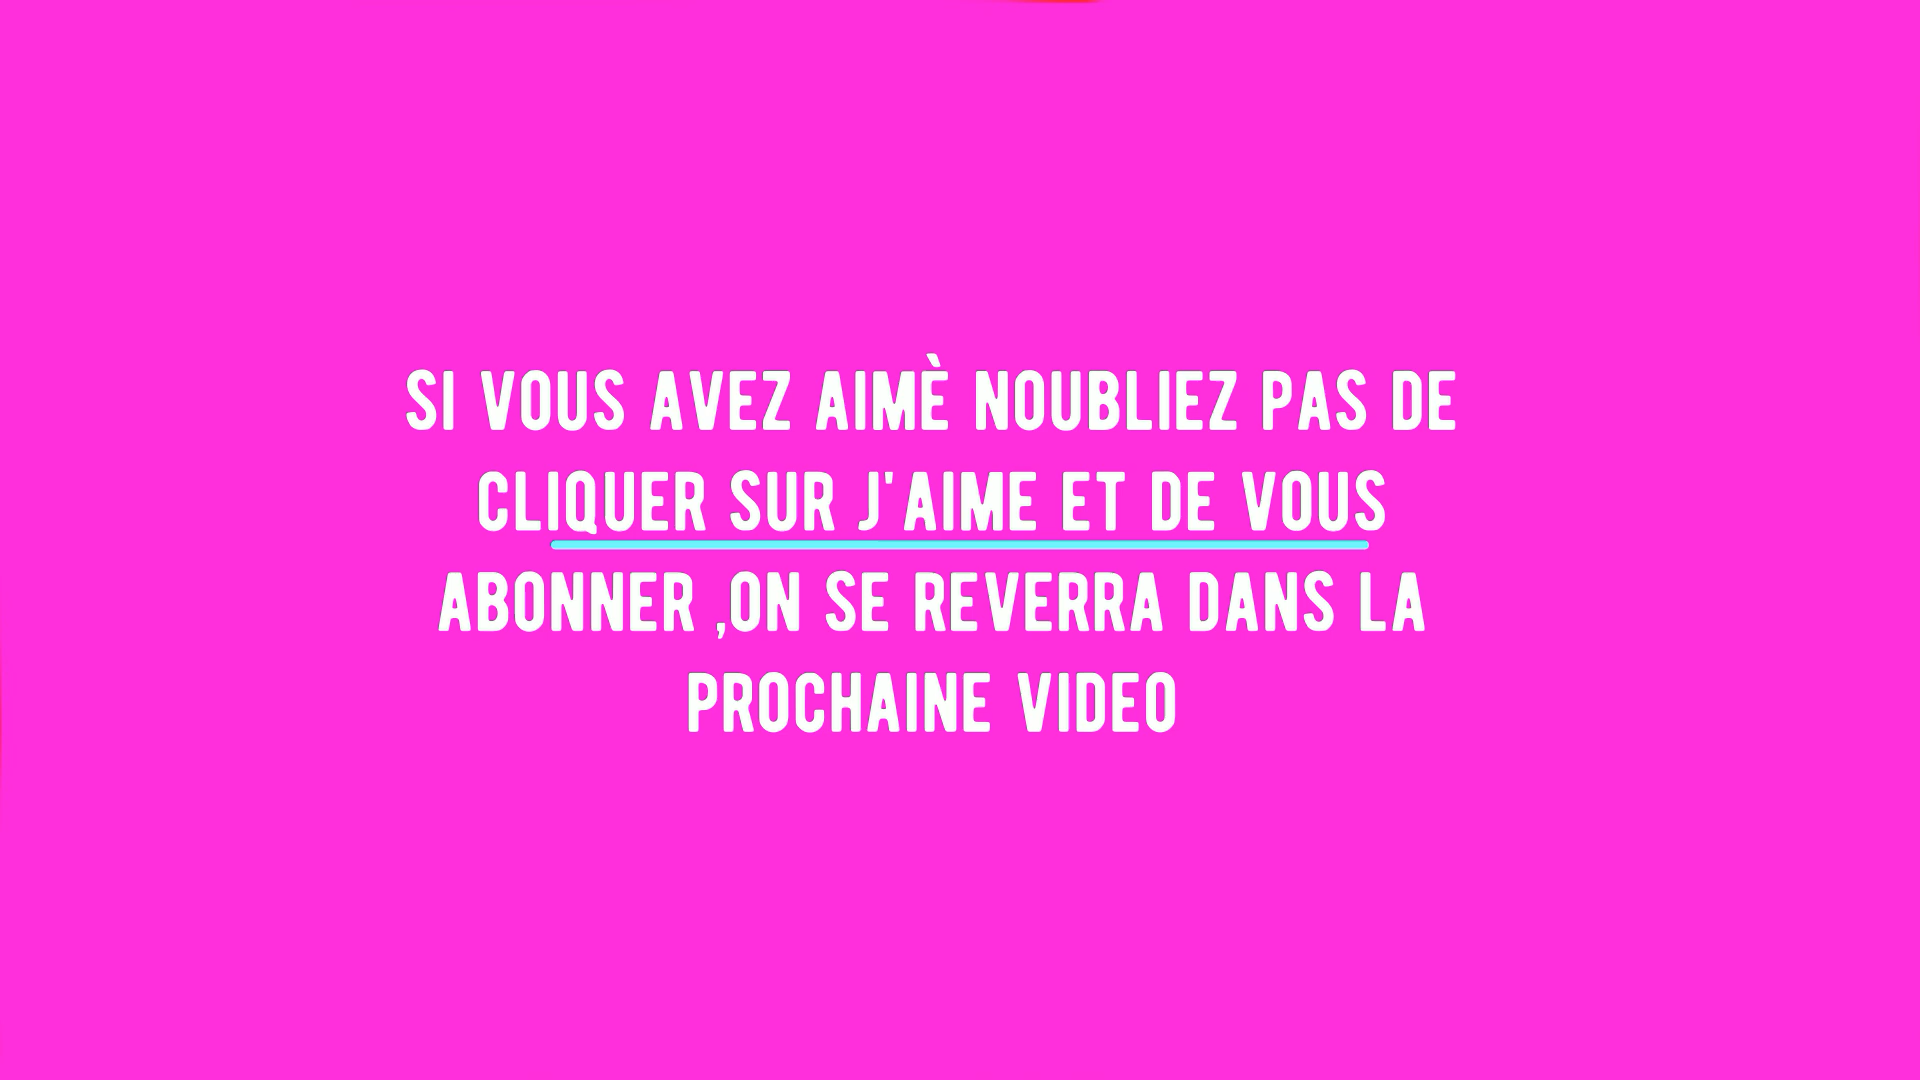 SI VOUS AVEZ AIMÈ NOUBLIEZ PAS DE
CLIQUER SUR J'AIME ET DE VOUS
ABONNER ,ON SE REVERRA DANS LA
PROCHAINE VIDEO